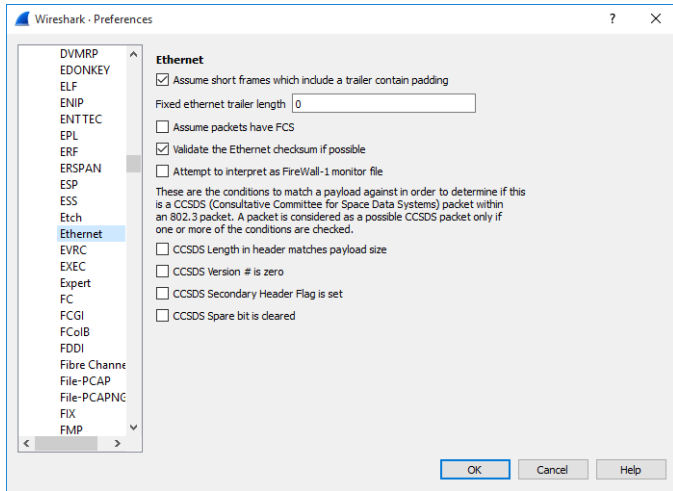 Wireshark · Preferences
DVMRP
EDONKEY
ELF
ENIP
ENTTEC
EPL
ERF
ERSPAN
ESP
ESS
Etch
Ethernet
EVRC
EXEC
Expert
FC
FCGI
FCoIB
FDDI
Fibre Channe
File-PCAP
File-PCAPNG
FIX
FMP
Ethernet
Assume short frames which include a trailer contain padding
Fixed ethernet trailer length 0
Assume packets have FCS
Validate the Ethernet checksum if possible
Attempt to interpret as FireWall-1 monitor file
These are the conditions to match a payload against in order to determine if this
is a CCSDS (Consultative Committee for Space Data Systems) packet within
an 802.3 packet. A packet is considered as a possible CCSDS packet only if
one or more of the conditions are checked.
CCSDS Length in header matches payload size
CCSDS Version # is zero
CCSDS Secondary Header Flag is set
CCSDS Spare bit is cleared
OK
Cancel
Help